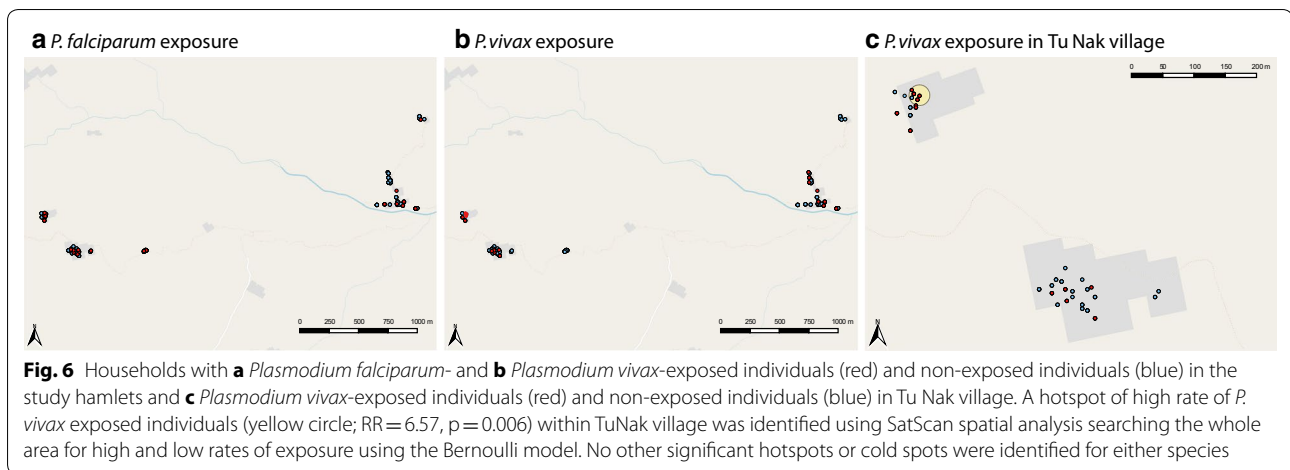 a P. falciparum exposure
b P.vivax exposure
c P.vivax exposure in Tu Nak village
0 50 100 150 200 m
N
0 250 500 750 1000 m
N
0 250 500 750 1000 m
N
Fig. 6 Households with a Plasmodium falciparum- and b Plasmodium vivax-exposed individuals (red) and non-exposed individuals (blue) in the
study hamlets and c Plasmodium vivax-exposed individuals (red) and non-exposed individuals (blue) in Tu Nak village. A hotspot of high rate of P.
vivax exposed individuals (yellow circle; RR = 6.57, p = 0.006) within TuNak village was identified using SatScan spatial analysis searching the whole
area for high and low rates of exposure using the Bernoulli model. No other significant hotspots or cold spots were identified for either species